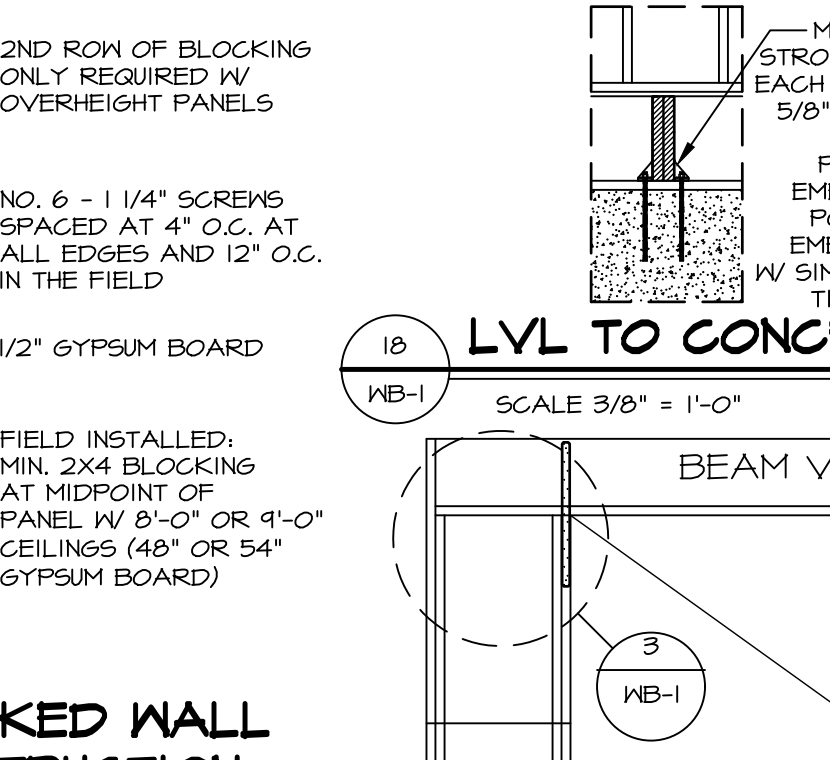 2ND ROW OF BLOCKING
ONLY REQUIRED W/
OVERHEIGHT PANELS
NO. 6 - 1 1/4" SCREWS
SPACED AT 4" O.C. AT
ALL EDGES AND 12" O.C.
IN THE FIELD
1/2" GYPSUM BOARD
FIELD INSTALLED:
MIN. 2X4 BLOCKING
AT MIDPOINT OF
PANEL W/ 8'-0" OR 9'-0"
CEILINGS (48" OR 54"
GYPSUM BOARD)
WALL
EACH
5/8"
W/
18
WB-1
LVL TO
SCALE 3/8" = 1'-0"
BEAM
3
WB-1